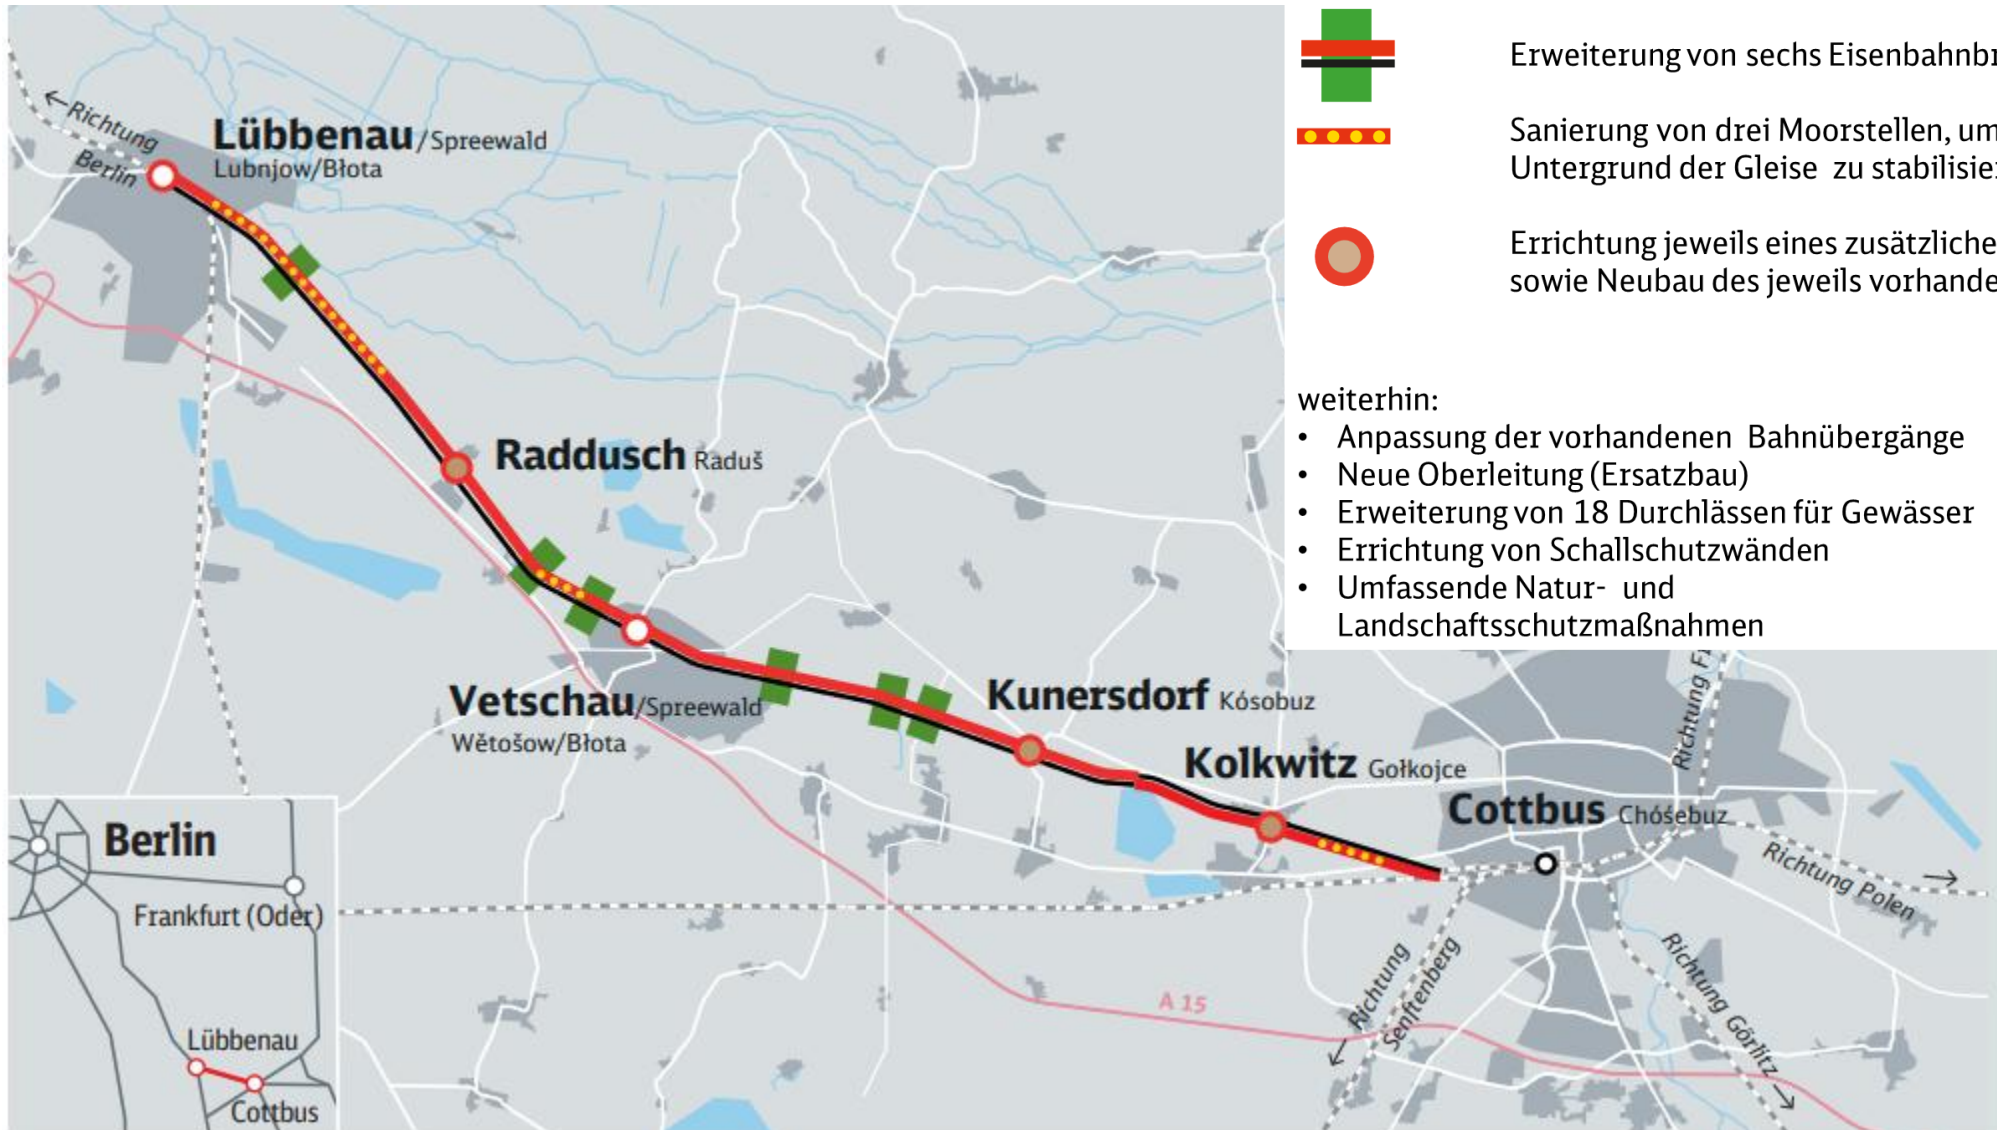 Erweiterung von sechs Eisenbahnbr
Sanierung von drei Moorstellen, um
Untergrund der Gleise zu stabilisie
Errichtung jeweils eines zusätzliche
sowie Neubau des jeweils vorhande
weiterhin:
• Anpassung der vorhandenen Bahnübergänge
• Neue Oberleitung (Ersatzbau)
• Erweiterung von 18 Durchlässen für Gewässer
• Errichtung von Schallschutzwänden
• Umfassende Natur- und
Landschaftsschutzmaßnahmen
←Richtung
Berlin
Lübbenau/Spreewald
Lubnjow/Błota
Raddusch Raduš
Vetschau/Spreewald
Wětošow/Błota
Kunersdorf Kósobuz
Kolkwitz Gołkojce
Cottbus Chóśebuz
Richtung
Richtung Polen →
Richtung Görlitz →
← Richtung
Senftenberg
A 15
Berlin
Frankfurt (Oder)
Lübbenau
Cottbus